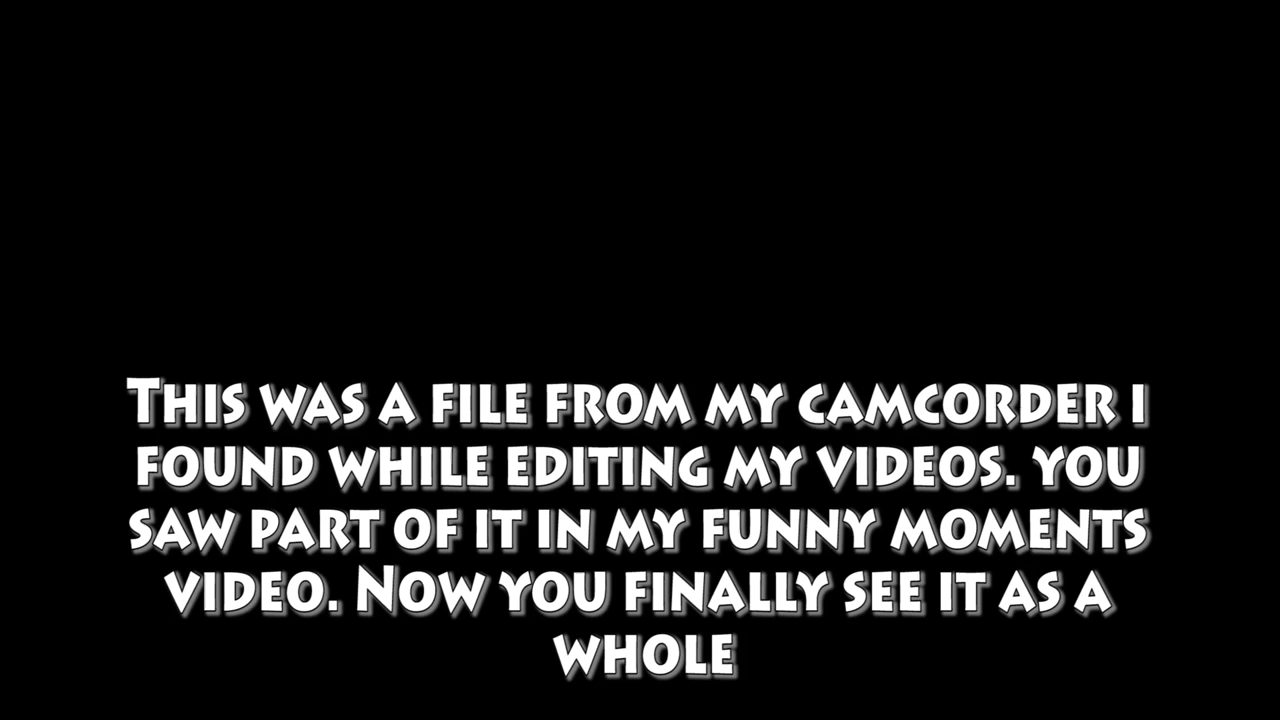 This was a file from my camcorder I
found while editing my videos. you
saw part of it in my funny moments
video. Now you finally see it as a
whole